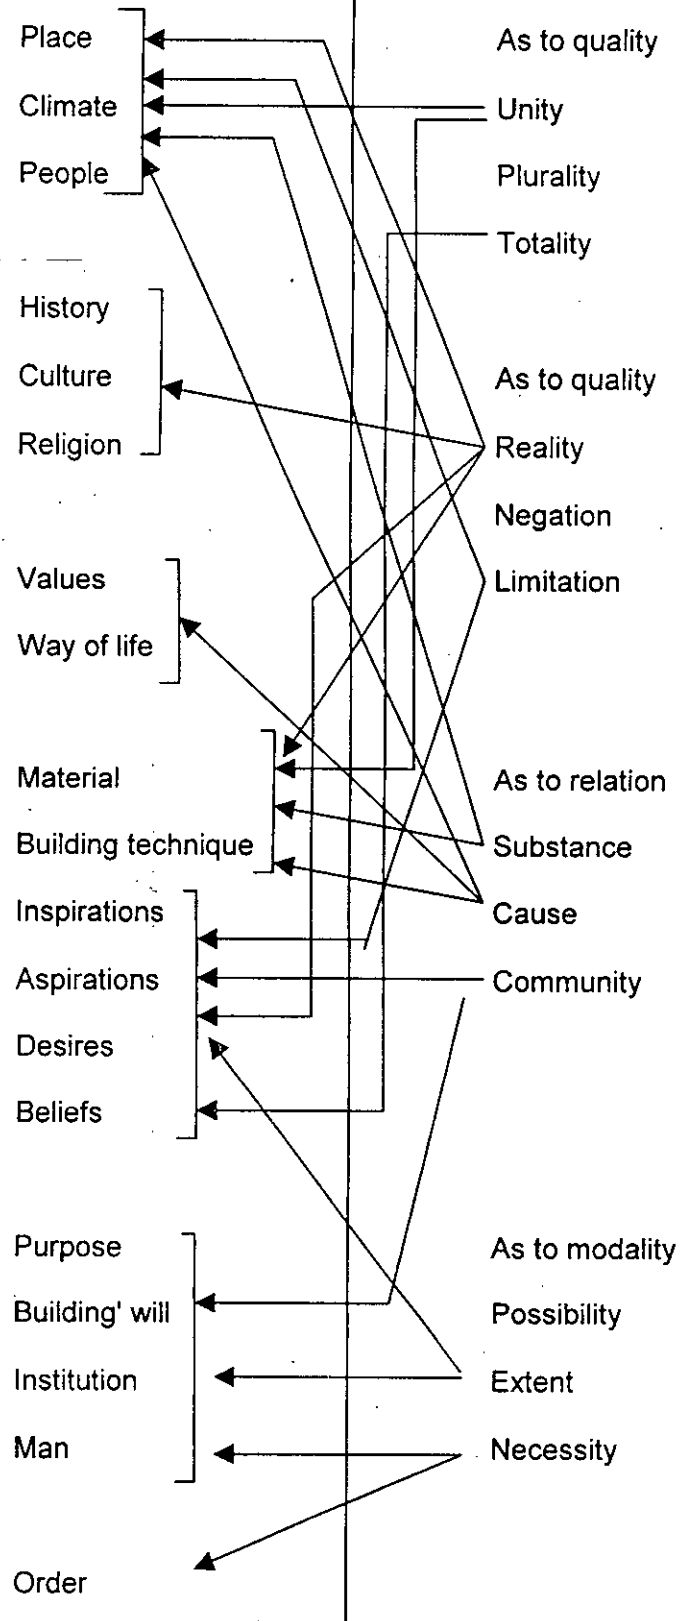 Place
Climate
People
History
Culture
Religion
Values
Way of life
Material
Building technique
Inspirations
Aspirations
Desires
Beliefs
Purpose
Building' will
Institution
Man
Order
As to quality
Unity
Plurality
Totality
As to quality
Reality
Negation
Limitation
As to relation
Substance
Cause
Community
As to modality
Possibility
Extent
Necessity